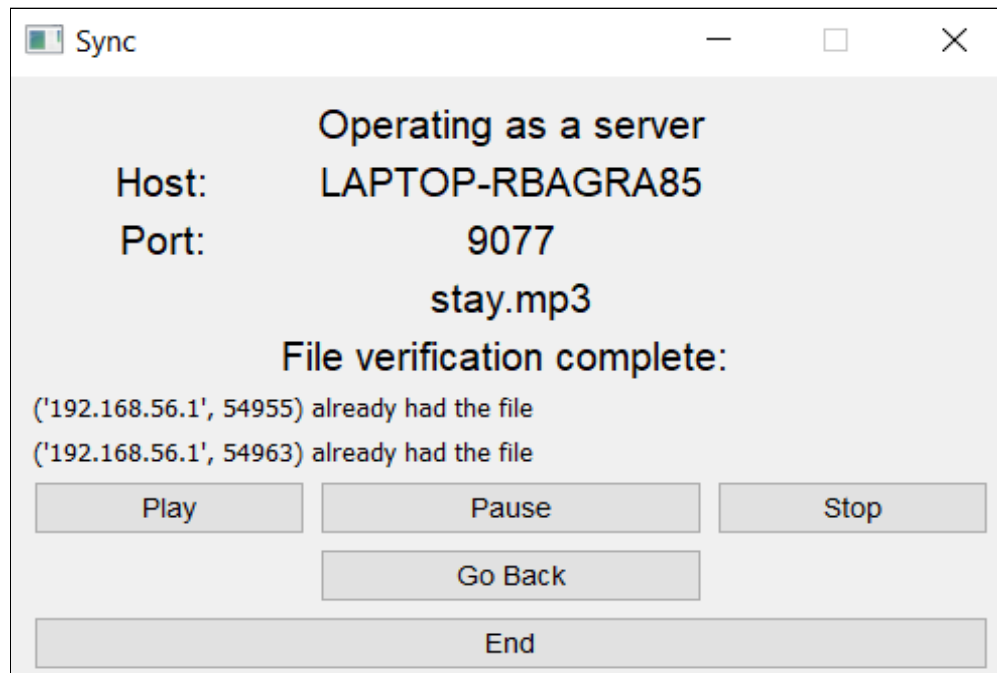 Sync
Operating as a server
Host: LAPTOP-RBAGRA85
Port: 9077
stay.mp3
File verification complete:
('192.168.56.1', 54955) already had the file
('192.168.56.1', 54963) already had the file
Play Pause Stop
Go Back
End